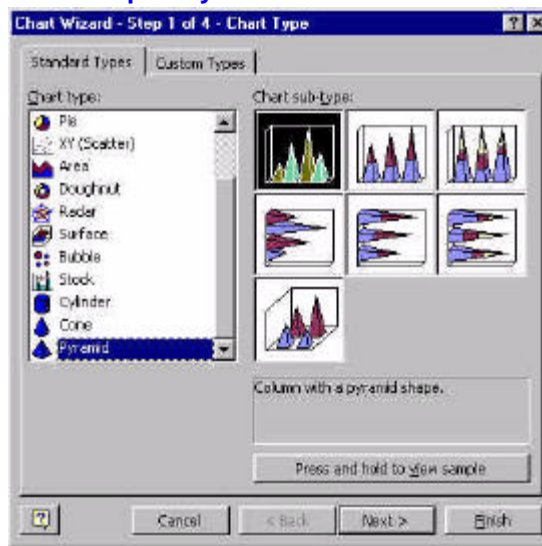 Chart Wizard - Step 1 of 4 - Chart Type
Standard Types
Custom Types
Chart type:
Pie
XY (Scatter)
Area
Doughnut
Radar
Surface
Bubble
Stock
Cylinder
Cone
Pyramid
Chart sub-type:
Column with a pyramid shape.
Press and hold to view sample
Cancel
< Back
Next >
Finish